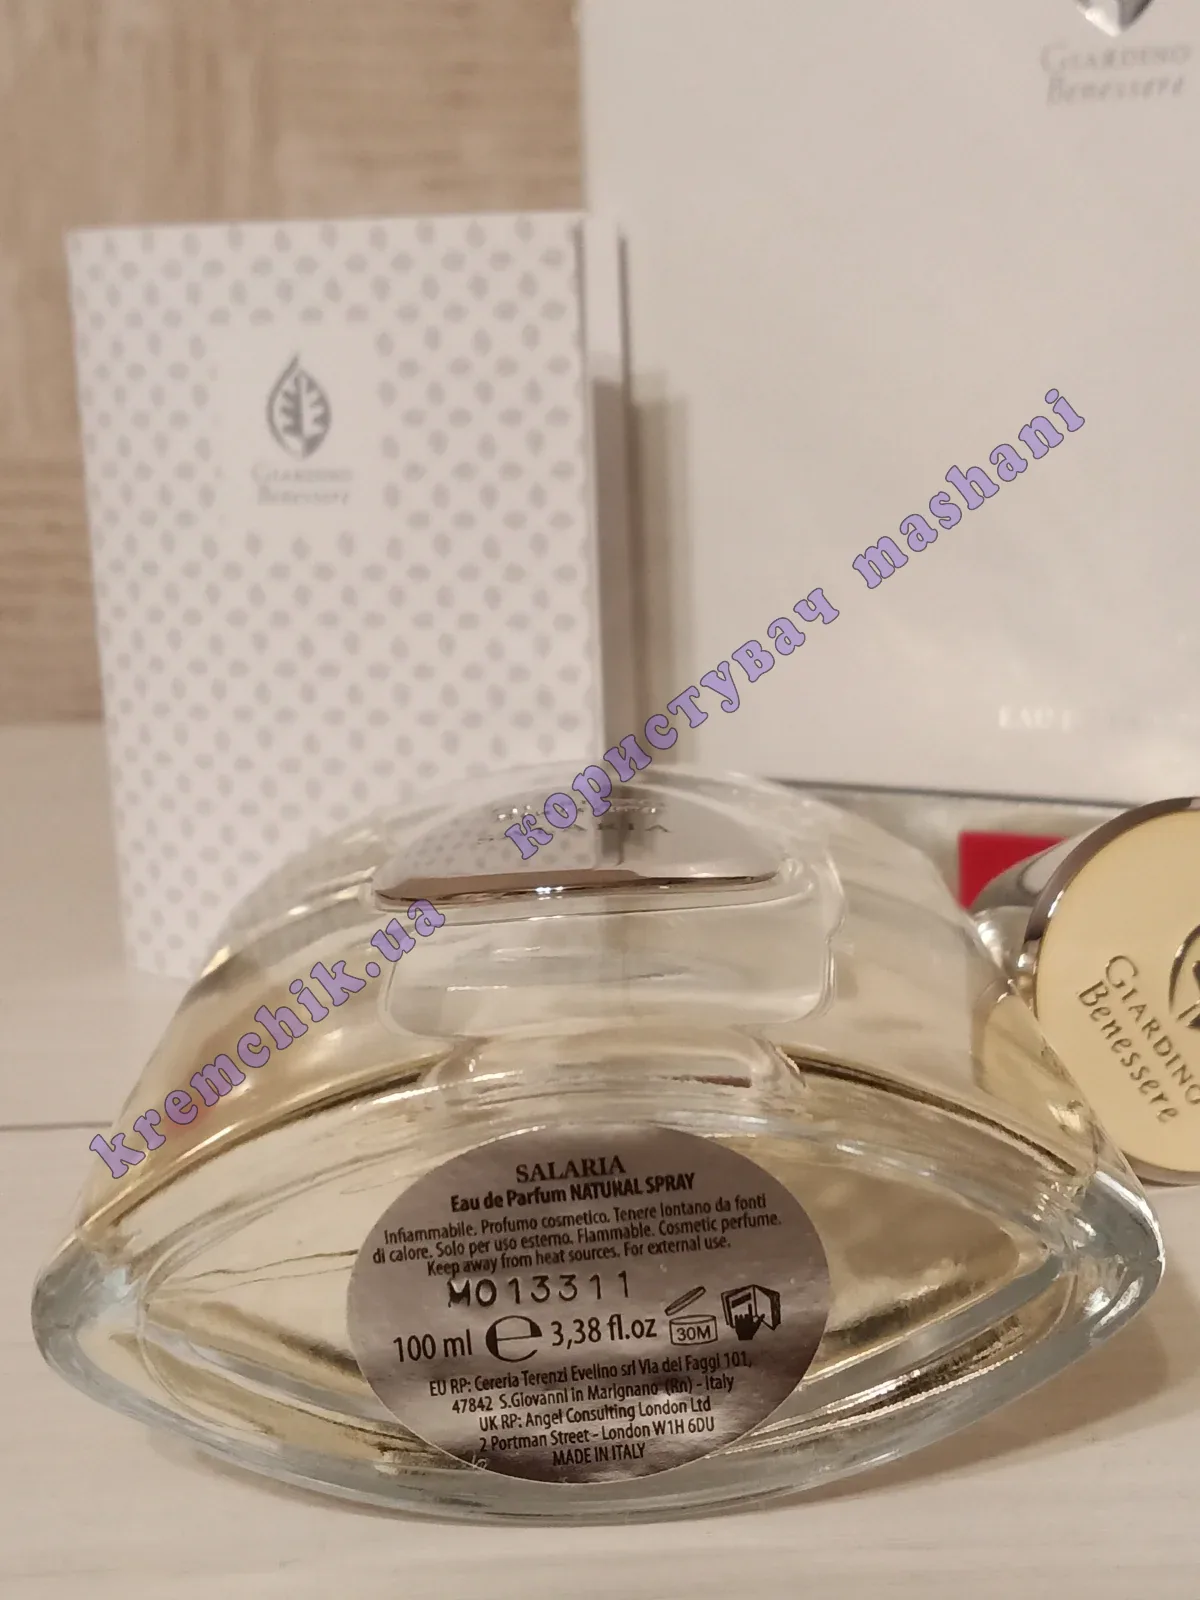 GIARDINO
Benessere
GIARDINO
Benessere
EAU
SALARIA
GIARDINO
Benessere
kremchik.ua користувач mashani
SALARIA
Eau de Parfum NATURAL SPRAY
Infiammabile. Profumo cosmetico. Tenere lontano da fonti
di calore. Solo per uso esterno. Flammable. Cosmetic perfume.
Keep away from heat sources. For external use.
MO13311
100 ml e 3,38 fl.oz 30M
EU RP: Cereria Terenzi Evelino srl Via dei Faggi 101,
47842 S.Giovanni in Marignano (Rn) - Italy
UK RP: Angel Consulting London Ltd
2 Portman Street - London W1H 6DU
MADE IN ITALY